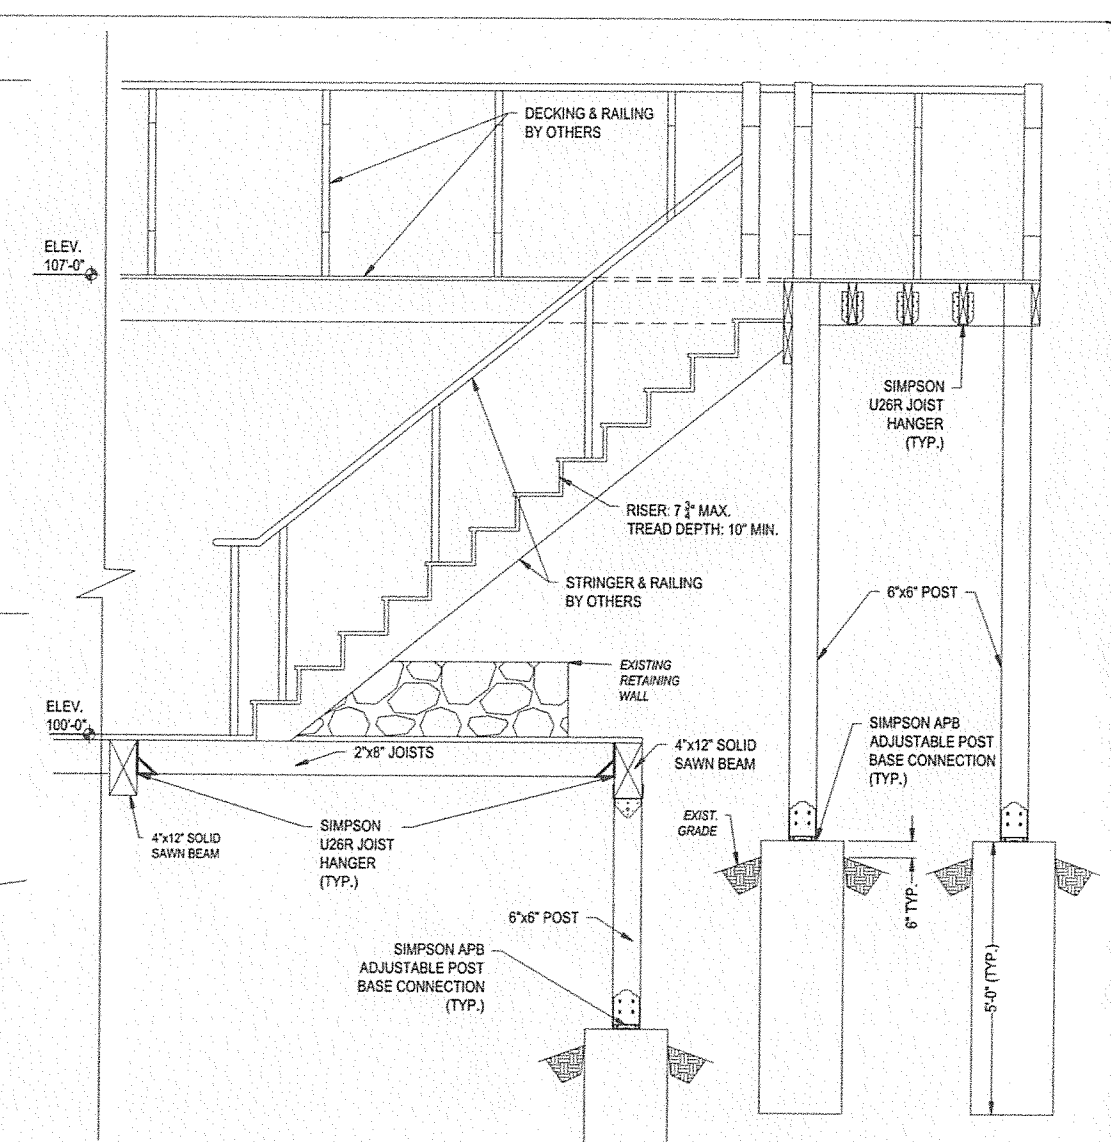 DECKING & RAILING
BY OTHERS
ELEV.
107'-0"
SIMPSON
U26R JOIST
HANGER
(TYP.)
RISER: 7 3/4" MAX.
TREAD DEPTH: 10" MIN.
STRINGER & RAILING
BY OTHERS
6"x6" POST
EXISTING
RETAINING
WALL
ELEV.
100'-0"
2"x8" JOISTS
4"x12" SOLID
SAWN BEAM
SIMPSON APB
ADJUSTABLE POST
BASE CONNECTION
(TYP.)
4"x12" SOLID
SAWN BEAM
SIMPSON
U26R JOIST
HANGER
(TYP.)
EXIST.
GRADE
6" TYP.
6"x6" POST
SIMPSON APB
ADJUSTABLE POST
BASE CONNECTION
(TYP.)
5'-0" (TYP.)